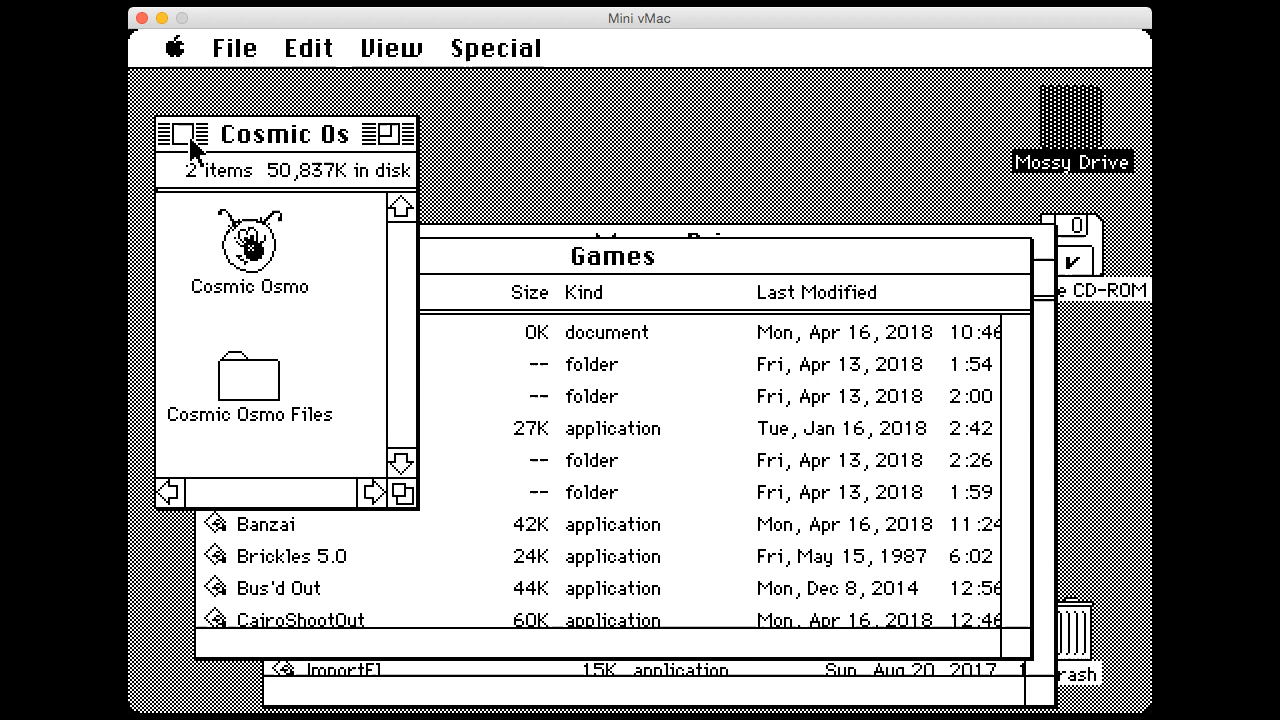 Mini vMac
File Edit View Special
Cosmic Os
2 items 50,837K in disk
Cosmic Osmo
Cosmic Osmo Files
Mossy Drive
0
CD-ROM
Games
Size Kind Last Modified
0K document Mon, Apr 16, 2018 10:46
-- folder Fri, Apr 13, 2018 1:54
-- folder Fri, Apr 13, 2018 2:00
27K application Tue, Jan 16, 2018 2:42
-- folder Fri, Apr 13, 2018 2:26
-- folder Fri, Apr 13, 2018 1:59
Banzai 42K application Mon, Apr 16, 2018 11:24
Brickles 5.0 24K application Fri, May 15, 1987 6:02
Bus'd Out 44K application Mon, Dec 8, 2014 12:56
CairoShootOut 60K application Mon, Apr 16, 2018 12:46
ImportFl 15K application Sun, Aug 20, 2017
rash